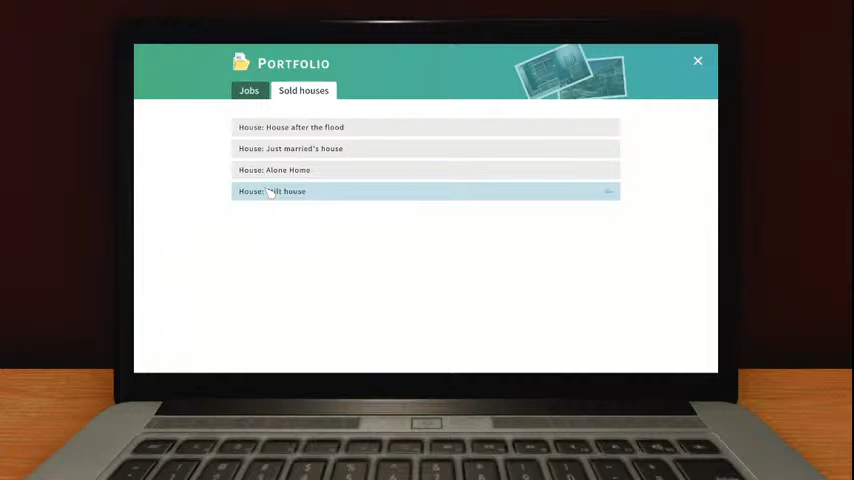 PORTFOLIO
Jobs
Sold houses
House: House after the flood
House: Just married's house
House: Alone Home
House: house